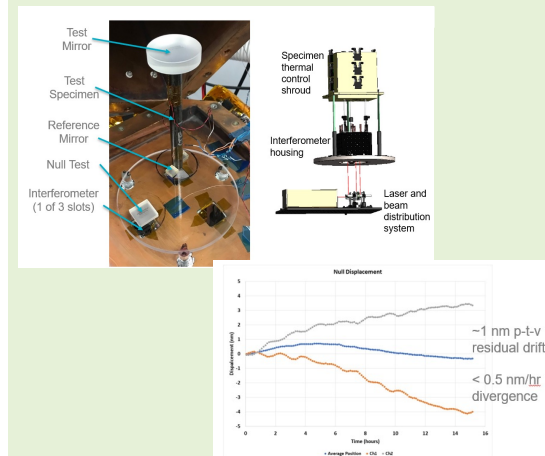 Test
Mirror
Test
Specimen
Reference
Mirror
Null Test
Interferometer
(1 of 3 slots)
Specimen
thermal
control
shroud
Interferometer
housing
Laser and
beam
distribution
system
Null Displacement
5
4
3
2
1
0
-1
-2
-3
-4
-5
Displacement (nm)
0 2 4 6 8 10 12 14 16
Time (hours)
Average Position Ch1 Ch2
~1 nm p-t-v
residual drift
< 0.5 nm/hr
divergence